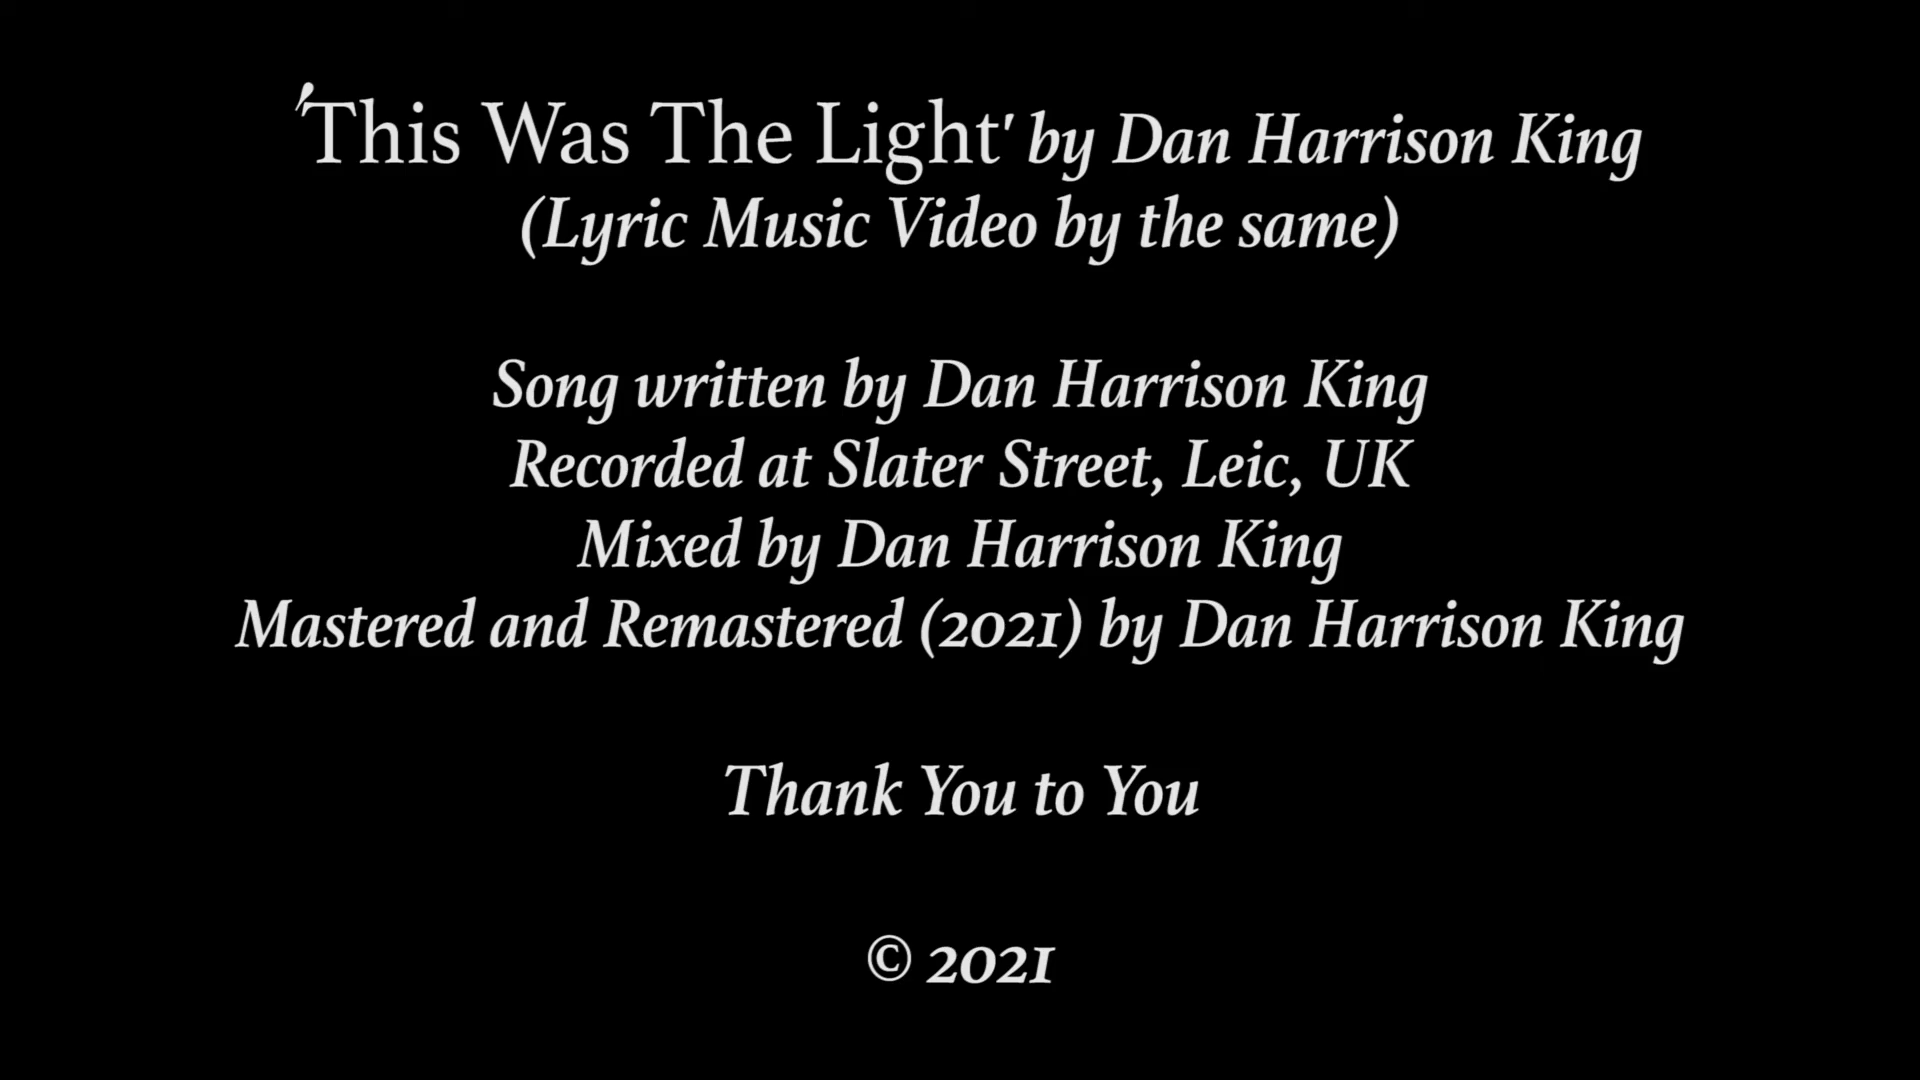 'This Was The Light' by Dan Harrison King
(Lyric Music Video by the same)
Song written by Dan Harrison King
Recorded at Slater Street, Leic, UK
Mixed by Dan Harrison King
Mastered and Remastered (2021) by Dan Harrison King
Thank You to You
© 2021